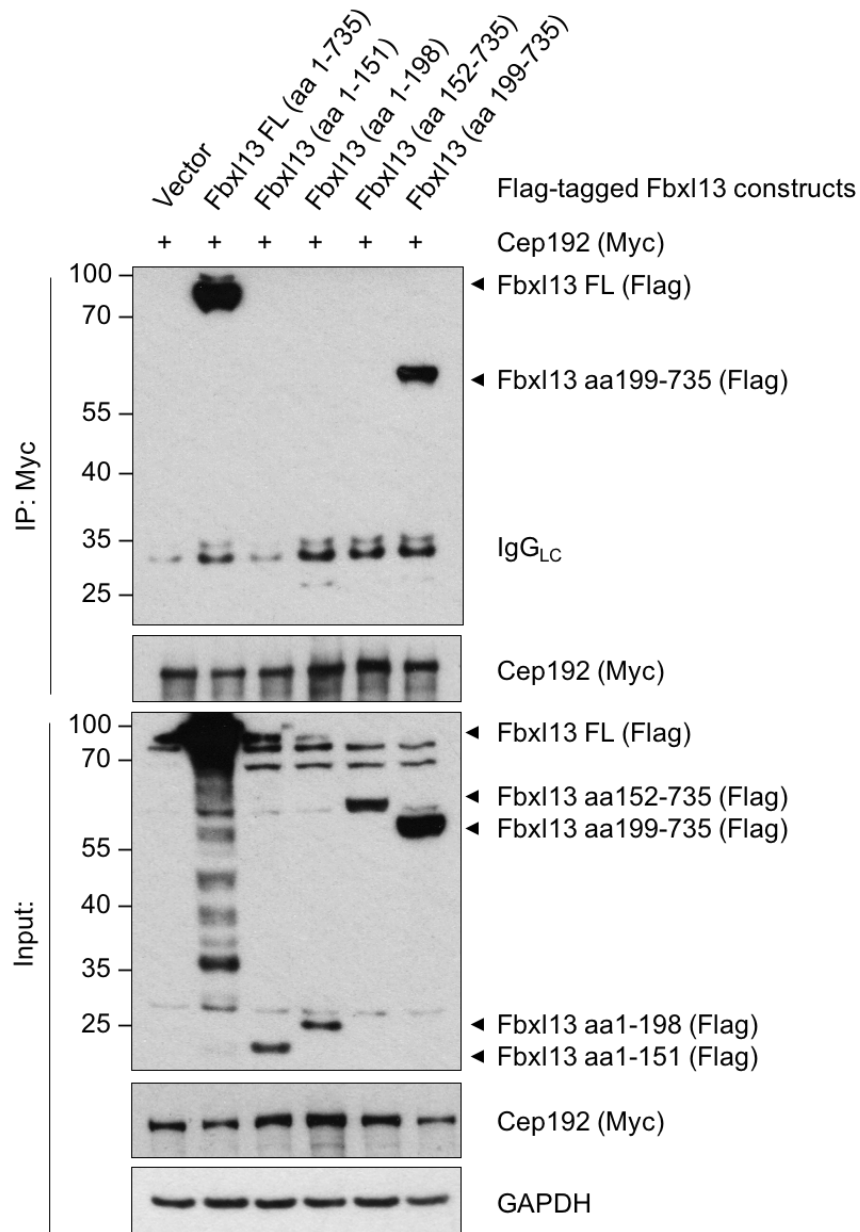 Vector
Fbxl13 FL (aa 1-735)
Fbxl13 (aa 1-151)
Fbxl13 (aa 1-198)
Fbxl13 (aa 152-735)
Fbxl13 (aa 199-735)
Flag-tagged Fbxl13 constructs
+ + + + + + Cep192 (Myc)
IP: Myc
100
70
55
40
35
25
Fbxl13 FL (Flag)
Fbxl13 aa199-735 (Flag)
IgGLC
Cep192 (Myc)
Input:
100
70
55
40
35
25
Fbxl13 FL (Flag)
Fbxl13 aa152-735 (Flag)
Fbxl13 aa199-735 (Flag)
Fbxl13 aa1-198 (Flag)
Fbxl13 aa1-151 (Flag)
Cep192 (Myc)
GAPDH